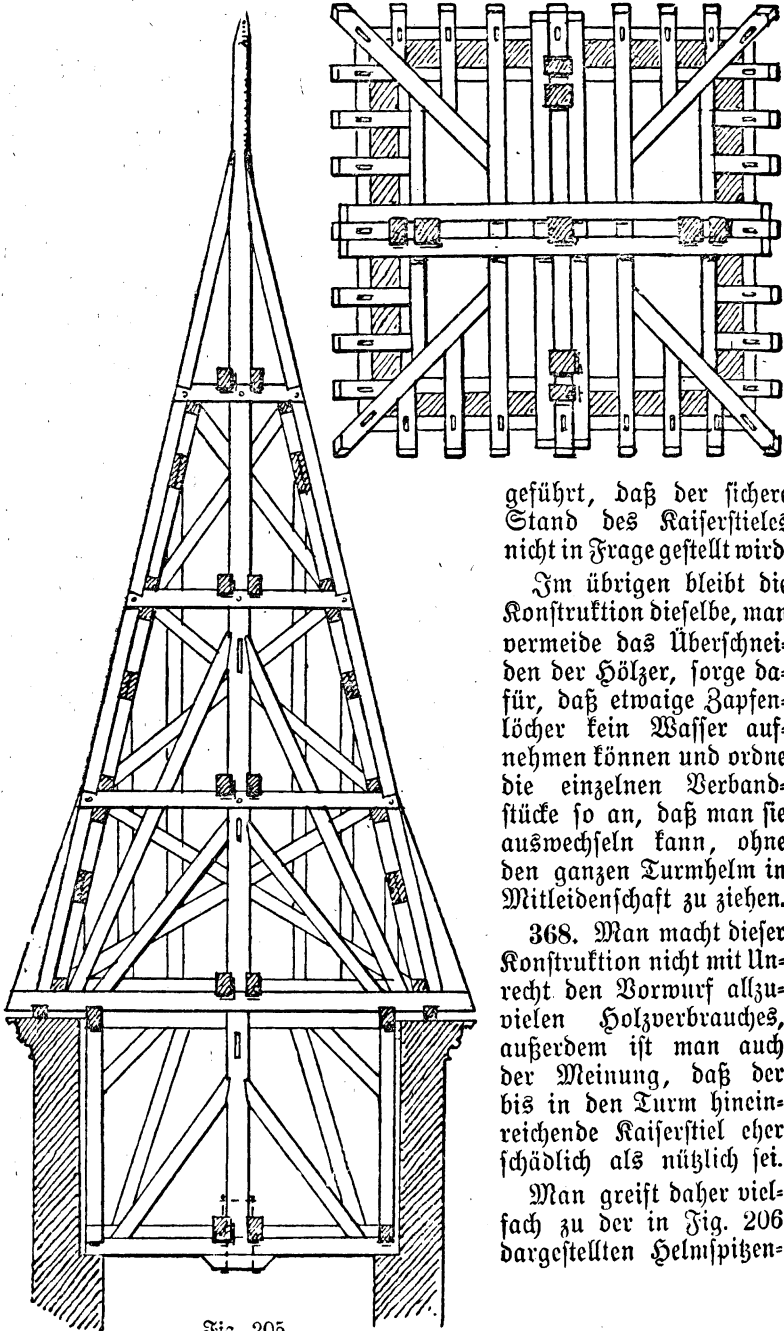 geführt, daß der sichere
Stand des Kaiserstieles
nicht in Frage gestellt wird
Im übrigen bleibt die
Konstruktion dieselbe, man
vermeide das Überschnei=
den der Hölzer, sorge da=
für, daß etwaige Zapfen=
löcher kein Wasser auf=
nehmen können und ordne
die einzelnen Verband=
stücke so an, daß man sie
auswechseln kann, ohne
den ganzen Turmhelm in
Mitleidenschaft zu ziehen.
368. Man macht dieser
Konstruktion nicht mit Un=
recht den Vorwurf allzu=
vielen Holzverbrauches,
außerdem ist man auch
der Meinung, daß der
bis in den Turm hinein=
reichende Kaiserstiel eher
schädlich als nützlich sei.
Man greift daher viel=
fach zu der in Fig. 206
dargestellten Helmspitzen=
Fig. 205